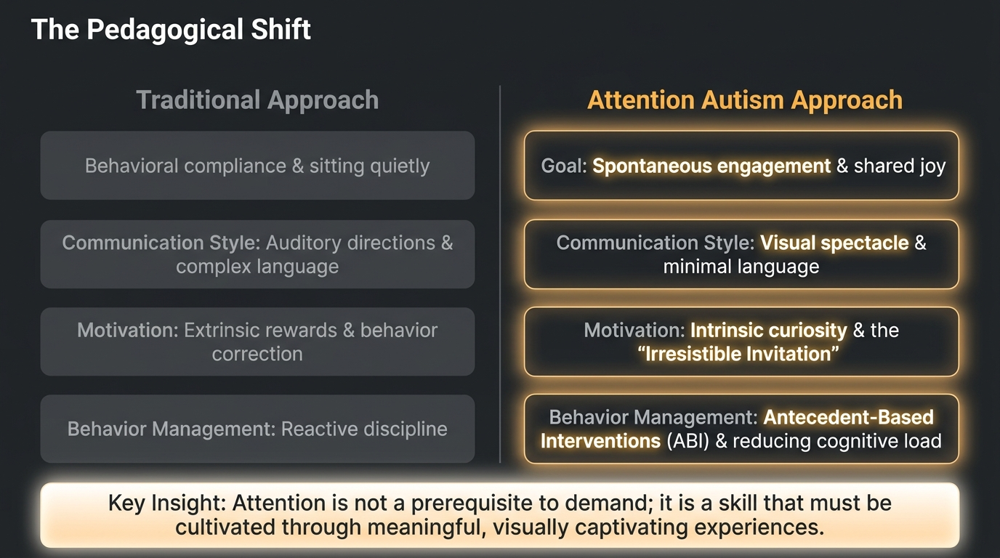 The Pedagogical Shift
Traditional Approach
Behavioral compliance & sitting quietly
Communication Style: Auditory directions &
complex language
Motivation: Extrinsic rewards & behavior
correction
Behavior Management: Reactive discipline
Attention Autism Approach
Goal: Spontaneous engagement & shared joy
Communication Style: Visual spectacle &
minimal language
Motivation: Intrinsic curiosity & the
“Irresistible Invitation”
Behavior Management: Antecedent-Based
Interventions (ABI) & reducing cognitive load
Key Insight: Attention is not a prerequisite to demand; it is a skill that must be
cultivated through meaningful, visually captivating experiences.